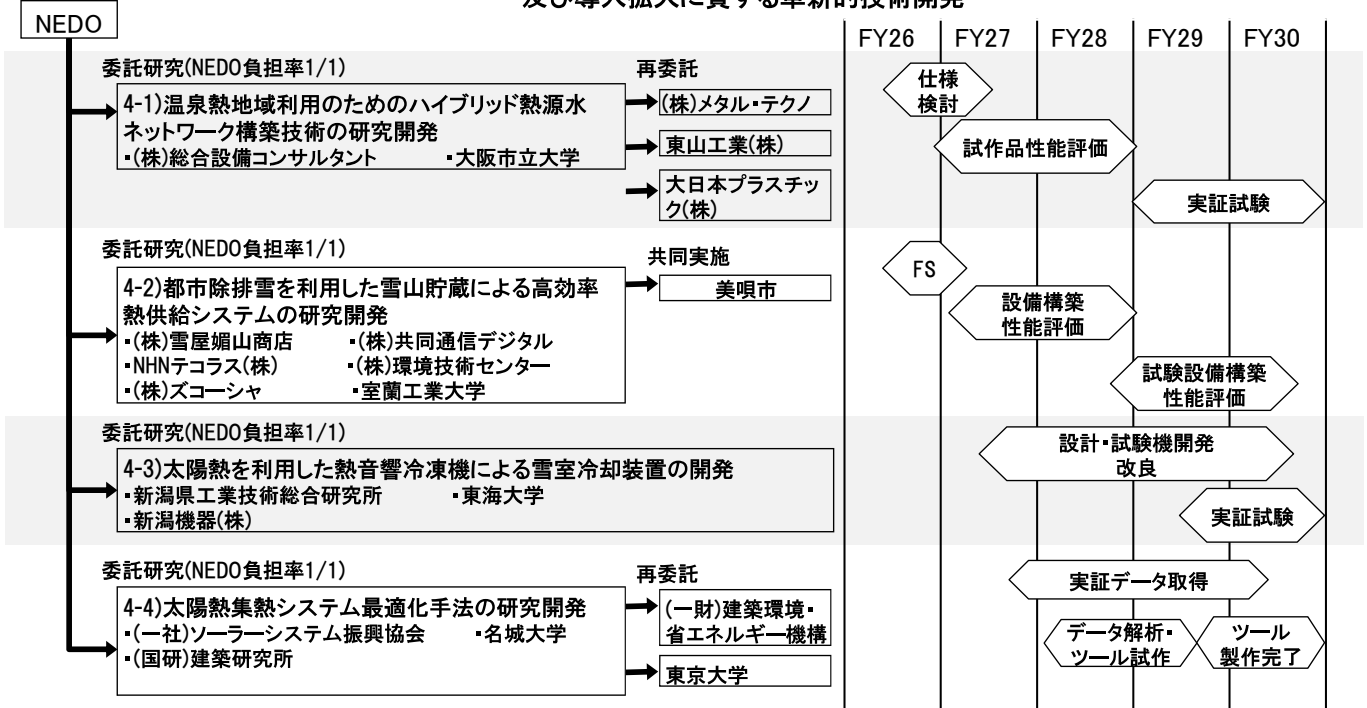 及び導入拡大に資する革新的技術開発
NEDO
FY26 FY27 FY28 FY29 FY30
委託研究(NEDO負担率1/1)
再委託
4-1)温泉熱地域利用のためのハイブリッド熱源水
ネットワーク構築技術の研究開発
▪(株)総合設備コンサルタント ▪大阪市立大学
(株)メタル・テクノ
東山工業(株)
大日本プラスチッ
ク(株)
仕様
検討
試作品性能評価
実証試験
委託研究(NEDO負担率1/1)
共同実施
4-2)都市除排雪を利用した雪山貯蔵による高効率
熱供給システムの研究開発
▪(株)雪屋媚山商店 ▪(株)共同通信デジタル
▪NHNテコラス(株) ▪(株)環境技術センター
▪(株)ズコーシャ ▪室蘭工業大学
美唄市
FS
設備構築
性能評価
試験設備構築
性能評価
委託研究(NEDO負担率1/1)
4-3)太陽熱を利用した熱音響冷凍機による雪室冷却装置の開発
▪新潟県工業技術総合研究所 ▪東海大学
▪新潟機器(株)
設計・試験機開発
改良
実証試験
委託研究(NEDO負担率1/1)
再委託
4-4)太陽熱集熱システム最適化手法の研究開発
▪(一社)ソーラーシステム振興協会 ▪名城大学
▪(国研)建築研究所
(一財)建築環境・
省エネルギー機構
東京大学
実証データ取得
データ解析・
ツール試作
ツール
製作完了